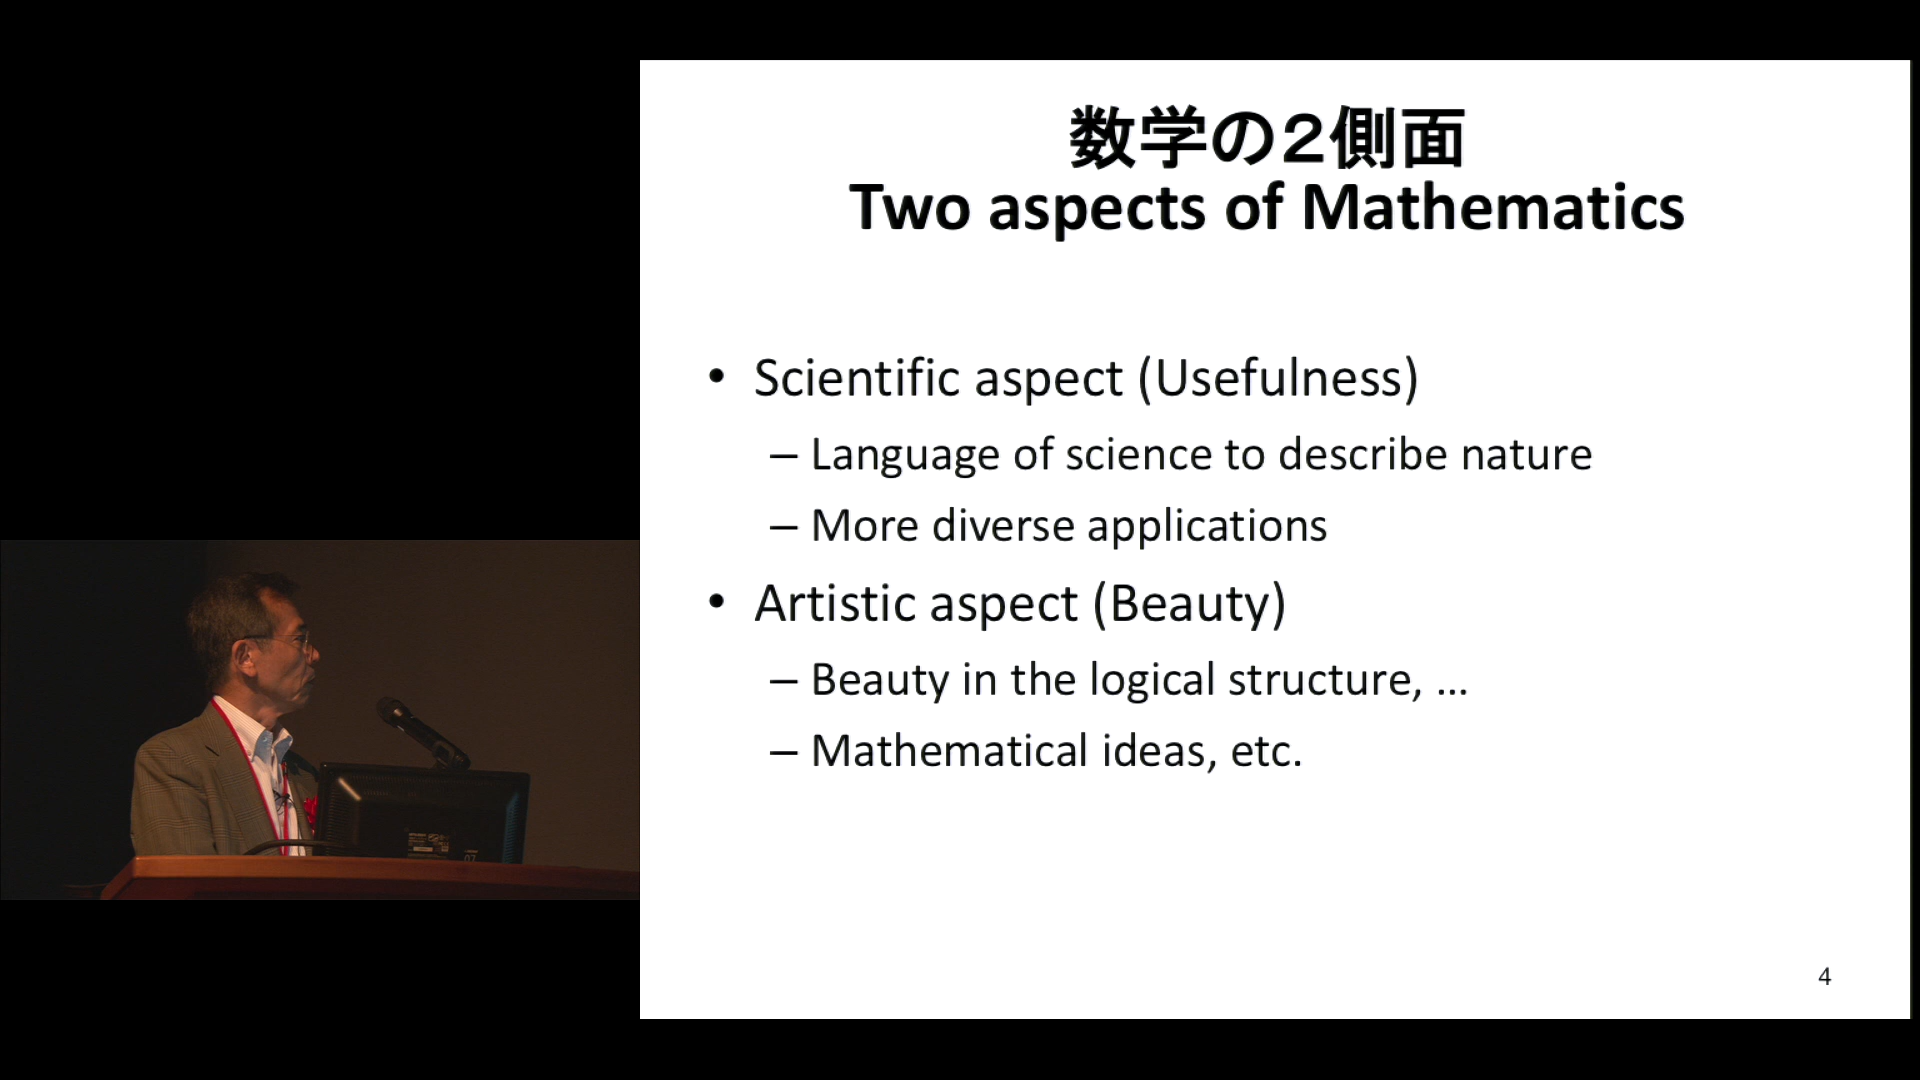 数学の２側面
Two aspects of Mathematics
• Scientific aspect (Usefulness)
– Language of science to describe nature
– More diverse applications
• Artistic aspect (Beauty)
– Beauty in the logical structure, ...
– Mathematical ideas, etc.
4
07